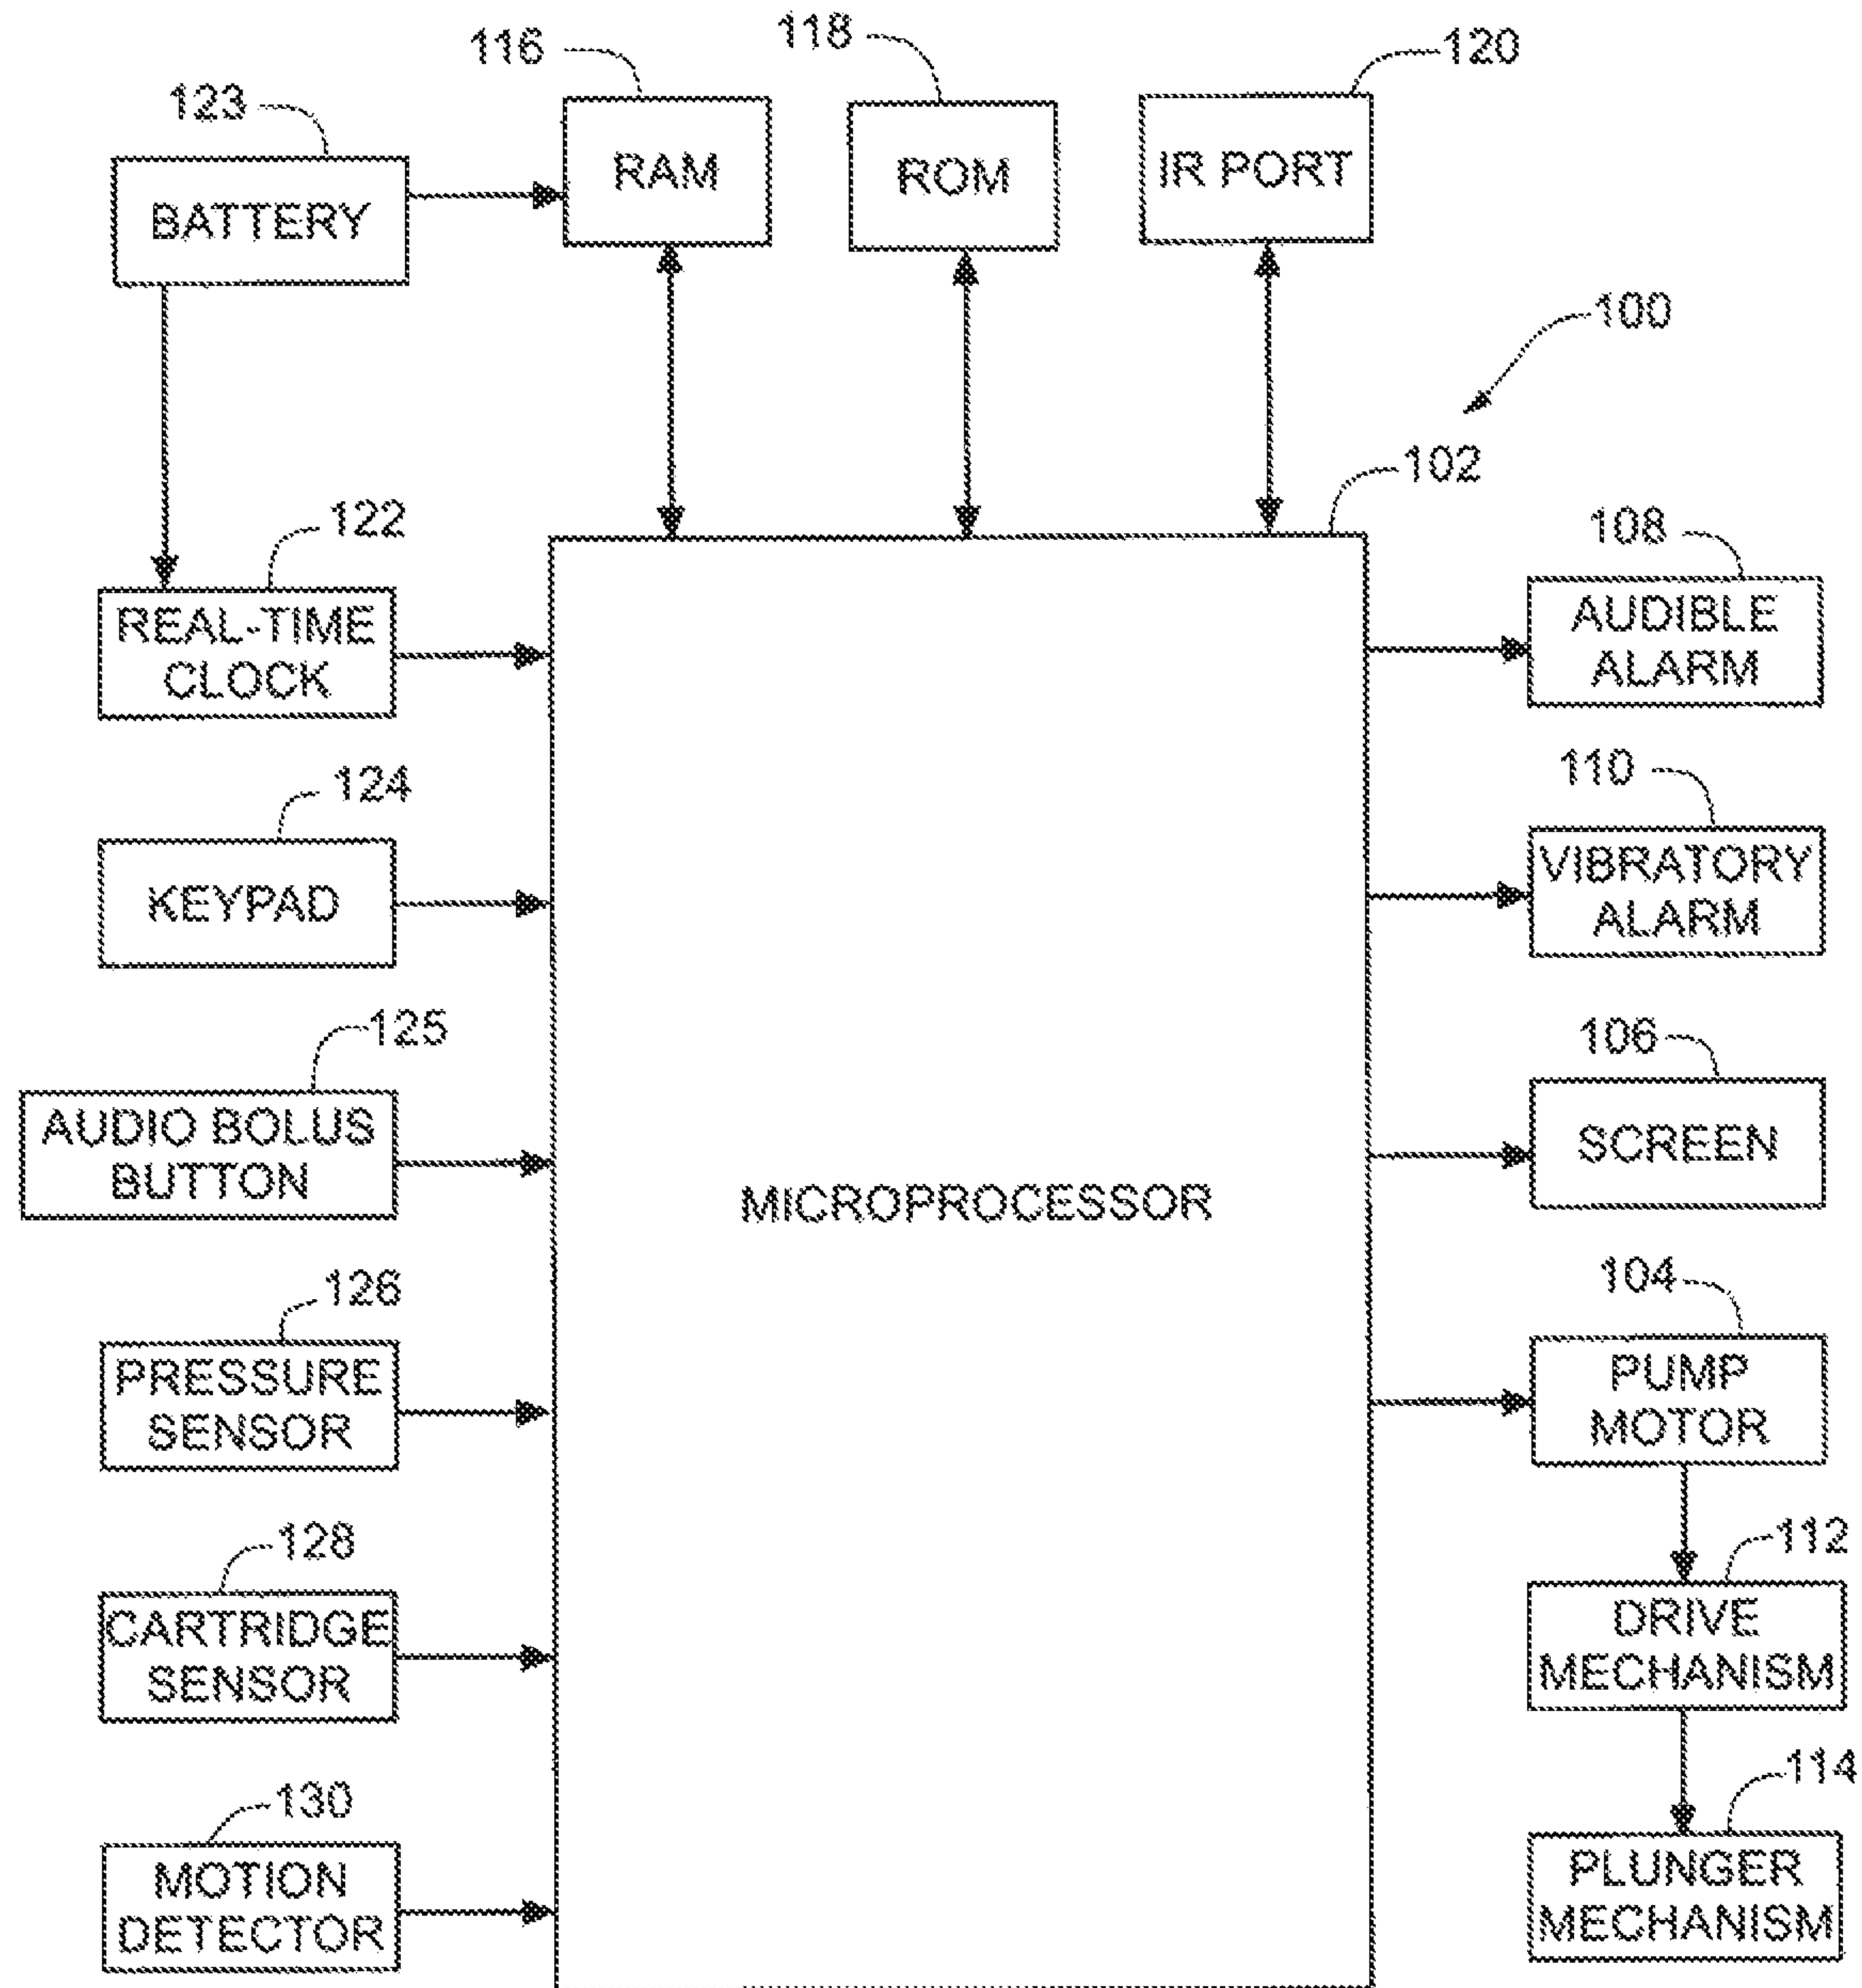 116
118
120
123
RAM
ROM
IR PORT
BATTERY
100
102
122
REAL-TIME
CLOCK
108
AUDIBLE
ALARM
124
KEYPAD
110
VIBRATORY
ALARM
125
AUDIO BOLUS
BUTTON
106
SCREEN
MICROPROCESSOR
126
PRESSURE
SENSOR
104
PUMP
MOTOR
128
CARTRIDGE
SENSOR
112
DRIVE
MECHANISM
130
MOTION
DETECTOR
114
PLUNGER
MECHANISM